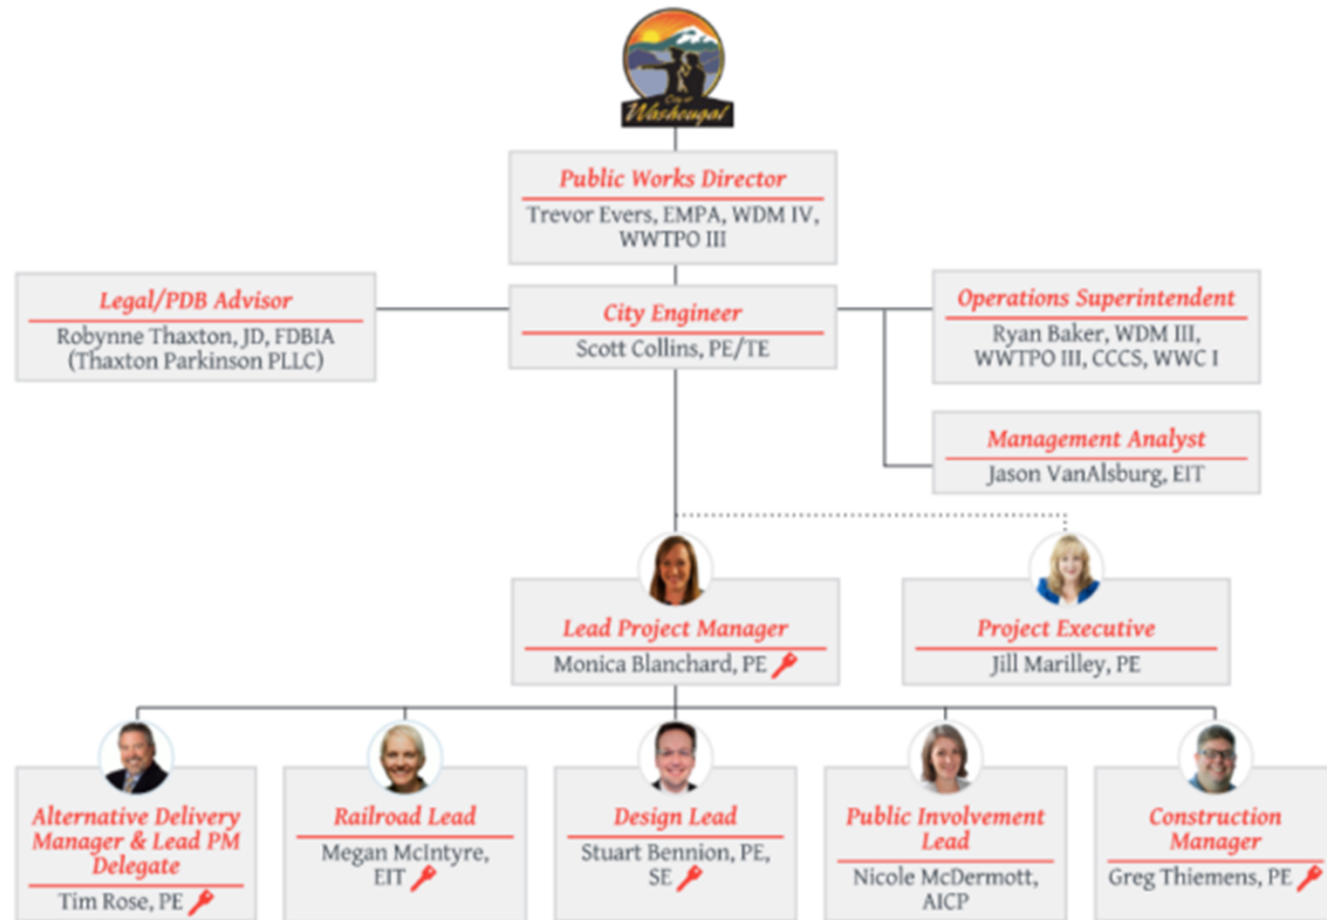 City of
Washougal
Public Works Director
Trevor Evers, EMPA, WDM IV,
WWTPO III
Legal/PDB Advisor
Robynne Thaxton, JD, FDBIA
(Thaxton Parkinson PLLC)
City Engineer
Scott Collins, PE/TE
Operations Superintendent
Ryan Baker, WDM III,
WWTPO III, CCCS, WWC I
Management Analyst
Jason VanAlsburg, EIT
Lead Project Manager
Monica Blanchard, PE
Project Executive
Jill Marilley, PE
Alternative Delivery
Manager & Lead PM
Delegate
Tim Rose, PE
Railroad Lead
Megan McIntyre,
EIT
Design Lead
Stuart Bennion, PE,
SE
Public Involvement
Lead
Nicole McDermott,
AICP
Construction
Manager
Greg Thiemens, PE